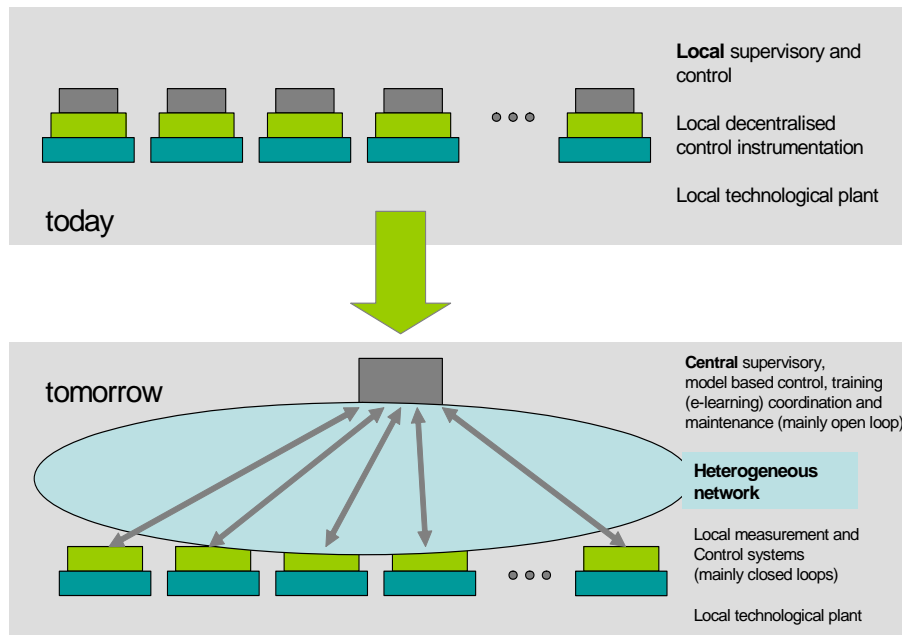 Local supervisory and
control
Local decentralised
control instrumentation
Local technological plant
today
tomorrow
Central supervisory,
model based control, training
(e-learning) coordination and
maintenance (mainly open loop)
Heterogeneous
network
Local measurement and
Control systems
(mainly closed loops)
Local technological plant